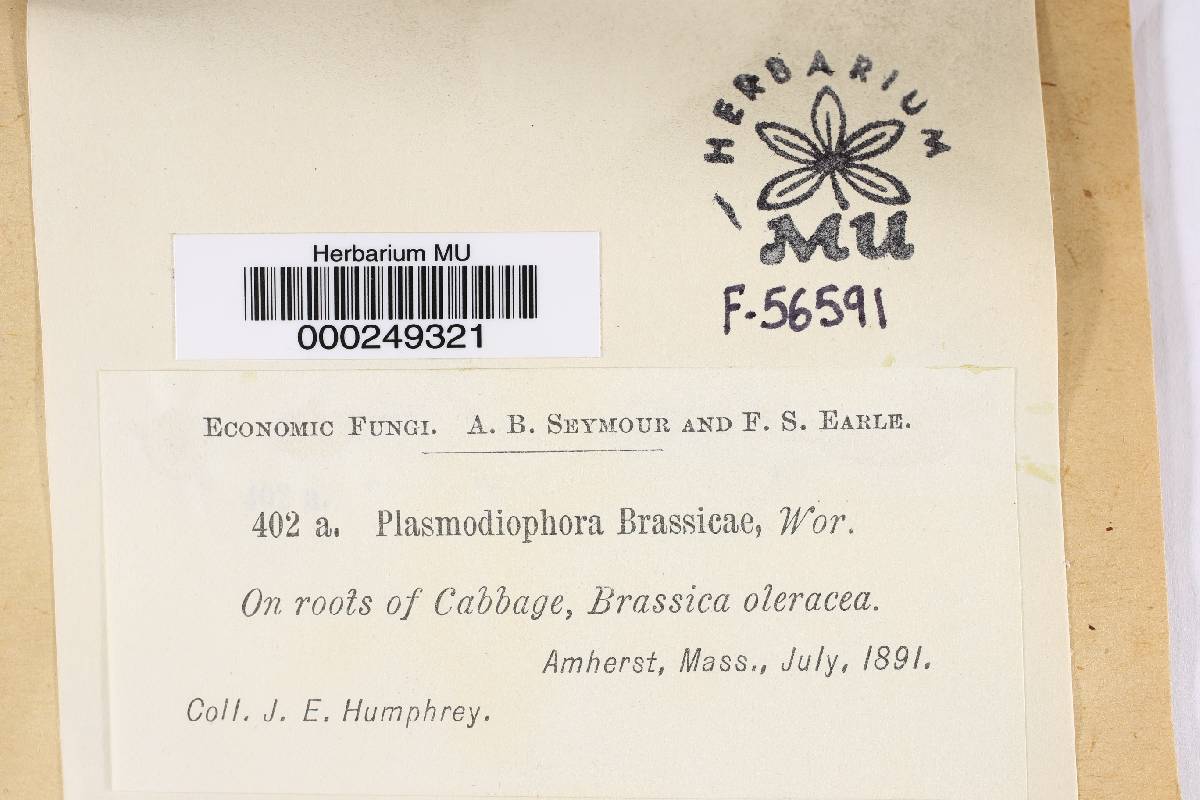 HERBARIUM
MU
F-56591
Herbarium MU
000249321
Economic Fungi. A. B. Seymour and F. S. Earle.
402 a. Plasmodiophora Brassicae, Wor.
On roots of Cabbage, Brassica oleracea.
Amherst, Mass., July, 1891.
Coll. J. E. Humphrey.